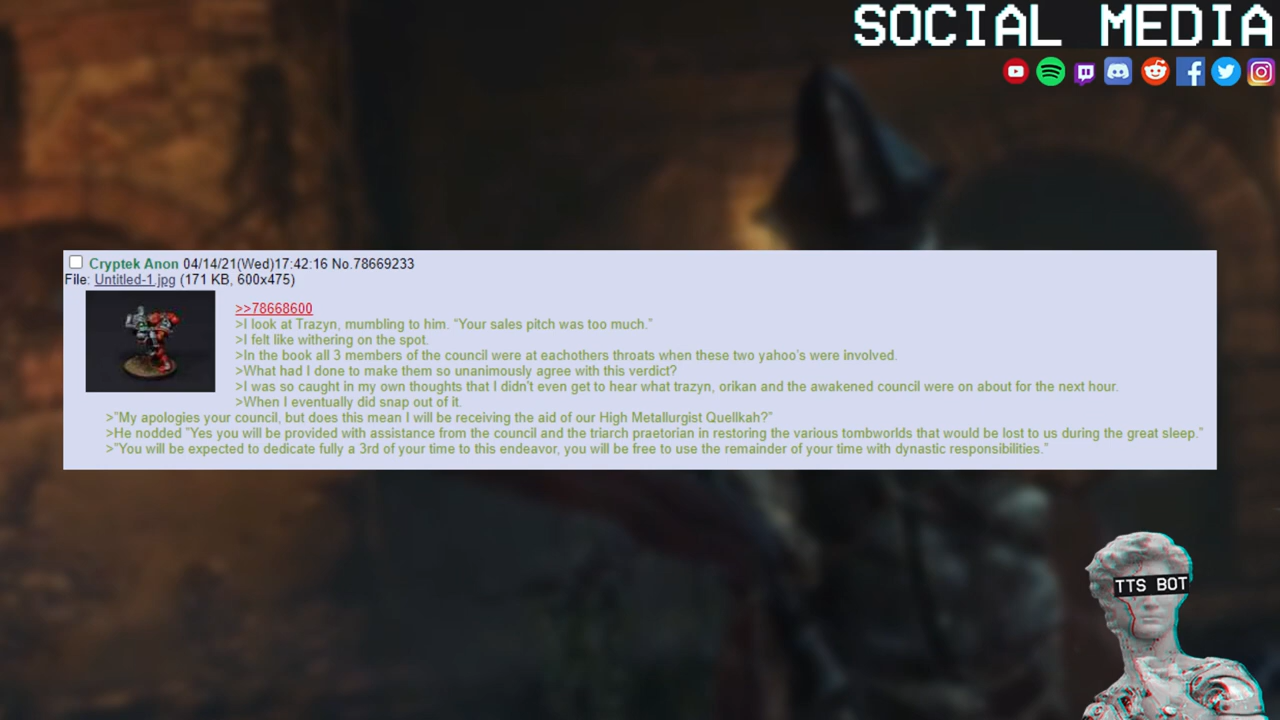 SOCIAL MEDIA
Cryptek Anon 04/14/21(Wed)17:42:16 No.78669233
File: Untitled-1.jpg (171 KB, 600x475)
>>78668600
>I look at Trazyn, mumbling to him. “Your sales pitch was too much.”
>I felt like withering on the spot.
>In the book all 3 members of the council were at eachothers throats when these two yahoo's were involved.
>What had I done to make them so unanimously agree with this verdict?
>I was so caught in my own thoughts that I didn't even get to hear what trazyn, orikan and the awakened council were on about for the next hour.
>When I eventually did snap out of it.
>”My apologies your council, but does this mean I will be receiving the aid of our High Metallurgist Quellkah?”
>He nodded ”Yes you will be provided with assistance from the council and the triarch praetorian in restoring the various tombworlds that would be lost to us during the great sleep.”
>”You will be expected to dedicate fully a 3rd of your time to this endeavor, you will be free to use the remainder of your time with dynastic responsibilities.”
TTS BOT